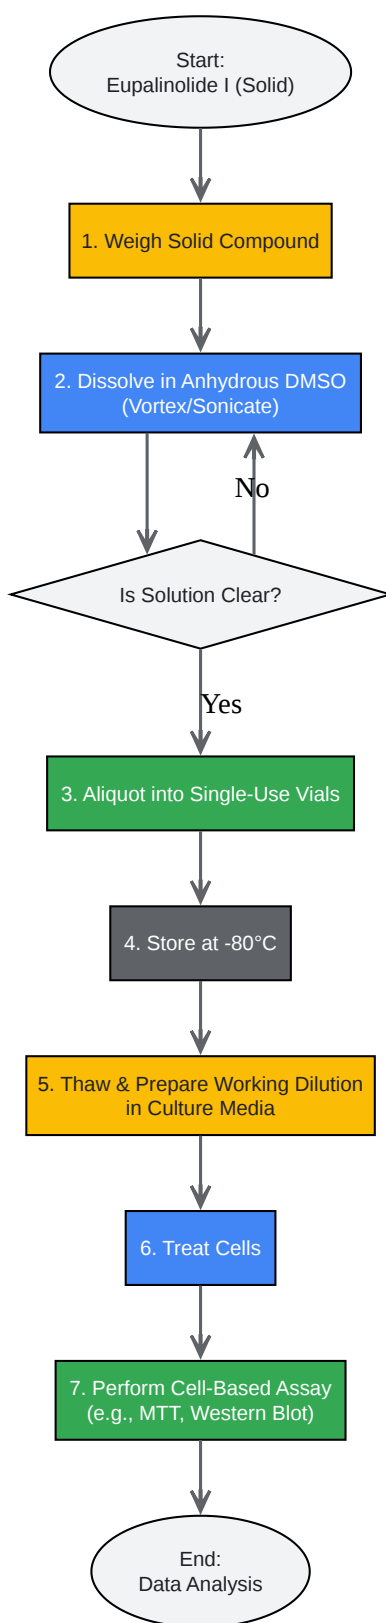 Start:
Eupalinolide I (Solid)
1. Weigh Solid Compound
2. Dissolve in Anhydrous DMSO
(Vortex/Sonicate)
No
Is Solution Clear?
Yes
3. Aliquot into Single-Use Vials
4. Store at -80°C
5. Thaw & Prepare Working Dilution
in Culture Media
6. Treat Cells
7. Perform Cell-Based Assay
(e.g., MTT, Western Blot)
End:
Data Analysis